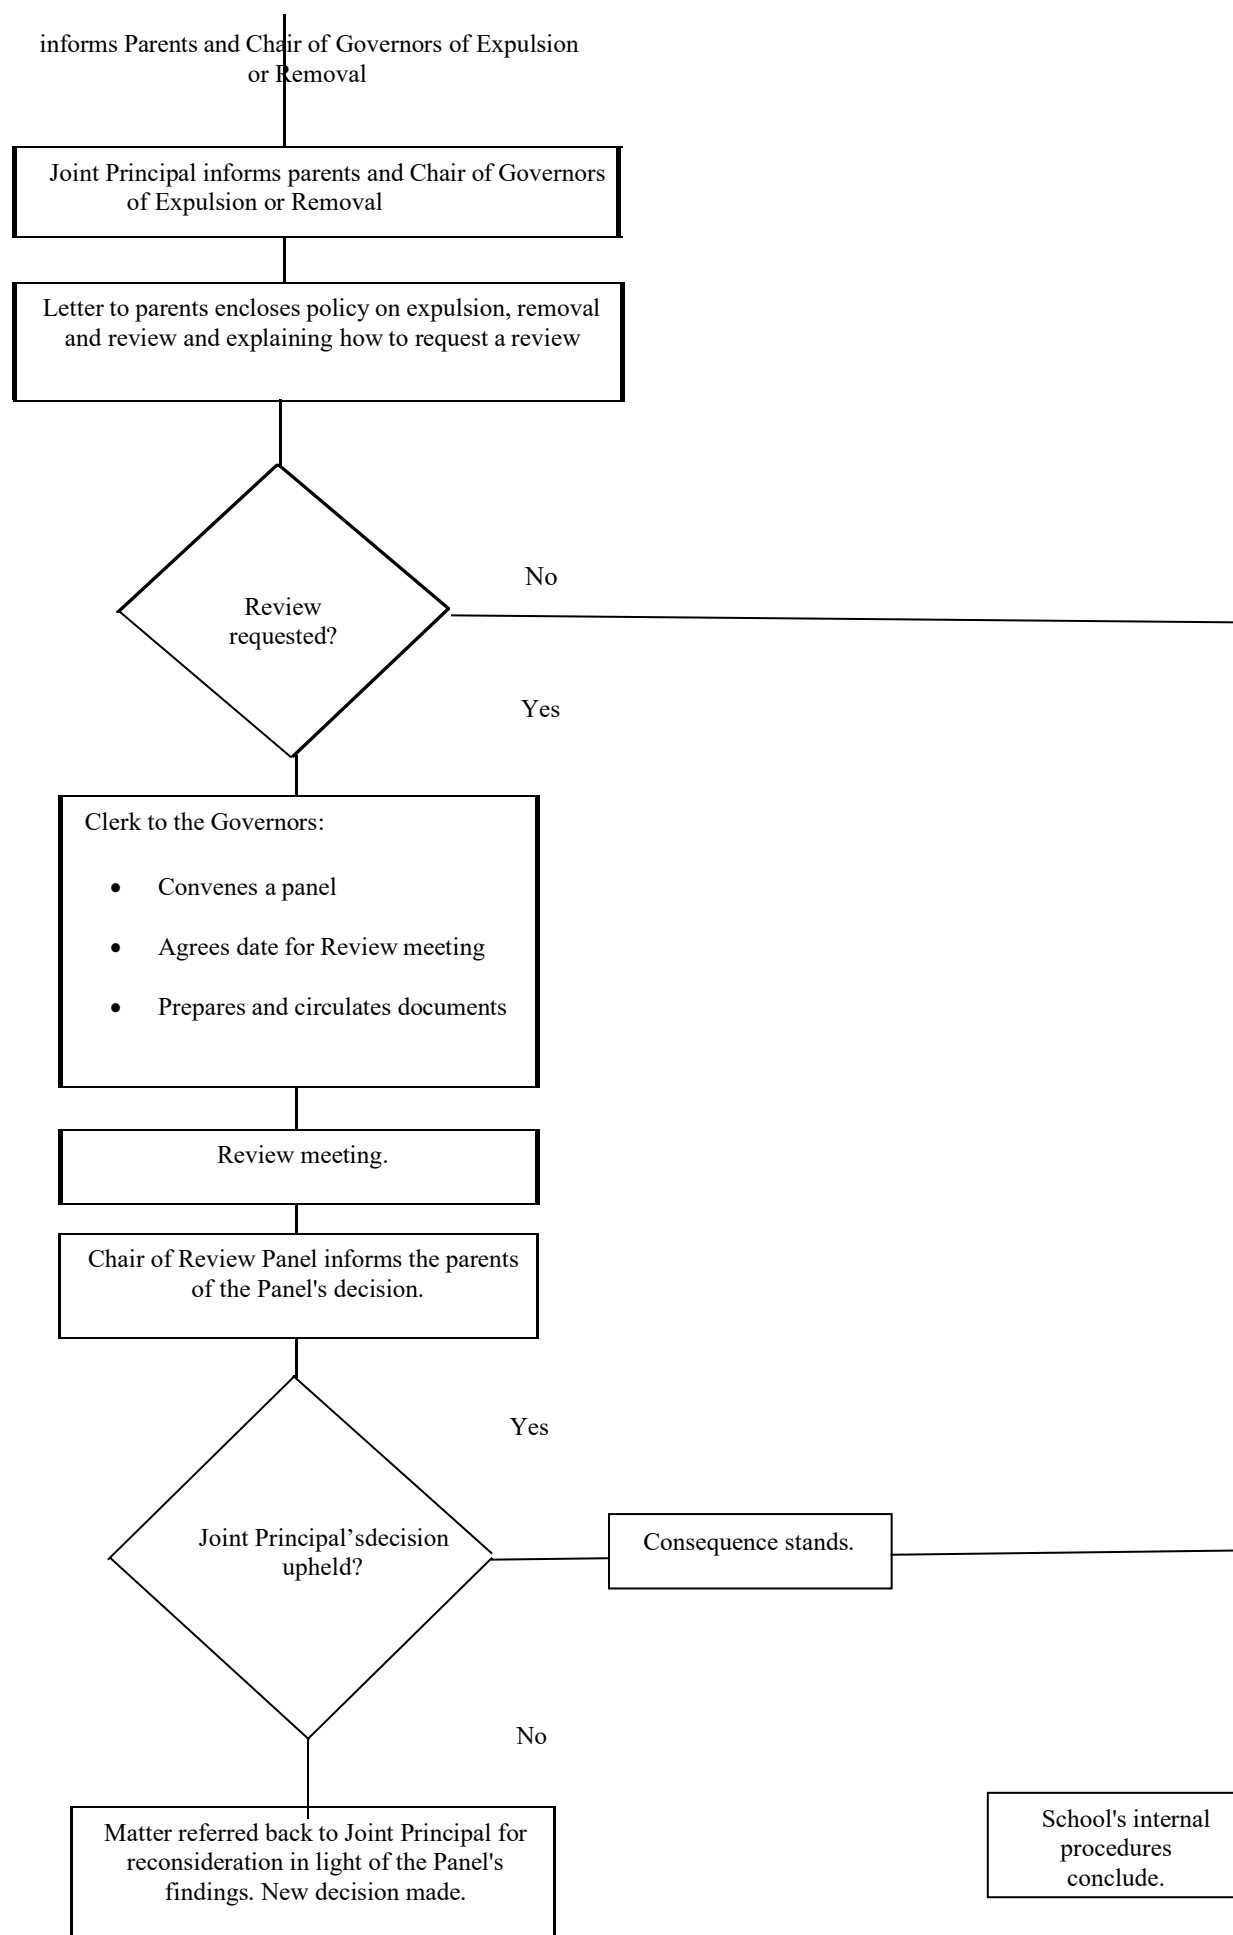 informs Parents and Chair of Governors of Expulsion
or Removal
Joint Principal informs parents and Chair of Governors
of Expulsion or Removal
Letter to parents encloses policy on expulsion, removal
and review and explaining how to request a review
No
Review
requested?
Yes
Clerk to the Governors:
• Convenes a panel
• Agrees date for Review meeting
• Prepares and circulates documents
Review meeting.
Chair of Review Panel informs the parents
of the Panel's decision.
Yes
Joint Principal’sdecision
upheld?
Consequence stands.
No
Matter referred back to Joint Principal for
reconsideration in light of the Panel's
findings. New decision made.
School's internal
procedures
conclude.